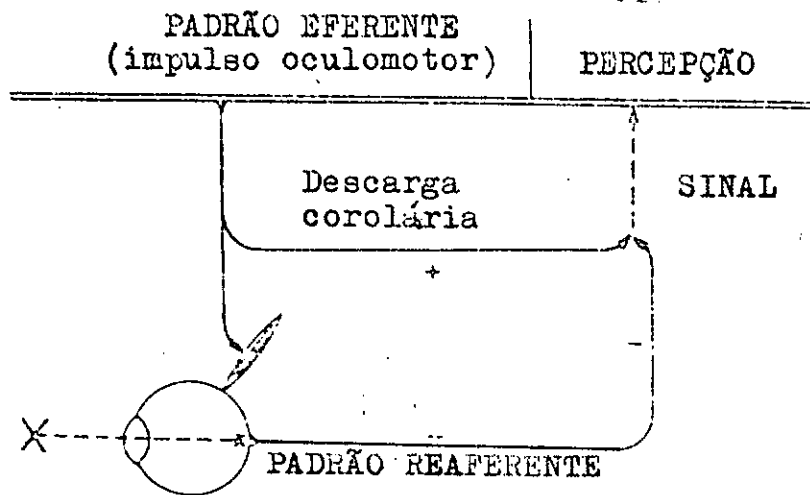 PADRÃO EFERENTE
(impulso oculomotor)
PERCEPÇÃO
Descarga
corolária
SINAL
+
-
X
--
PADRÃO REAFERENTE